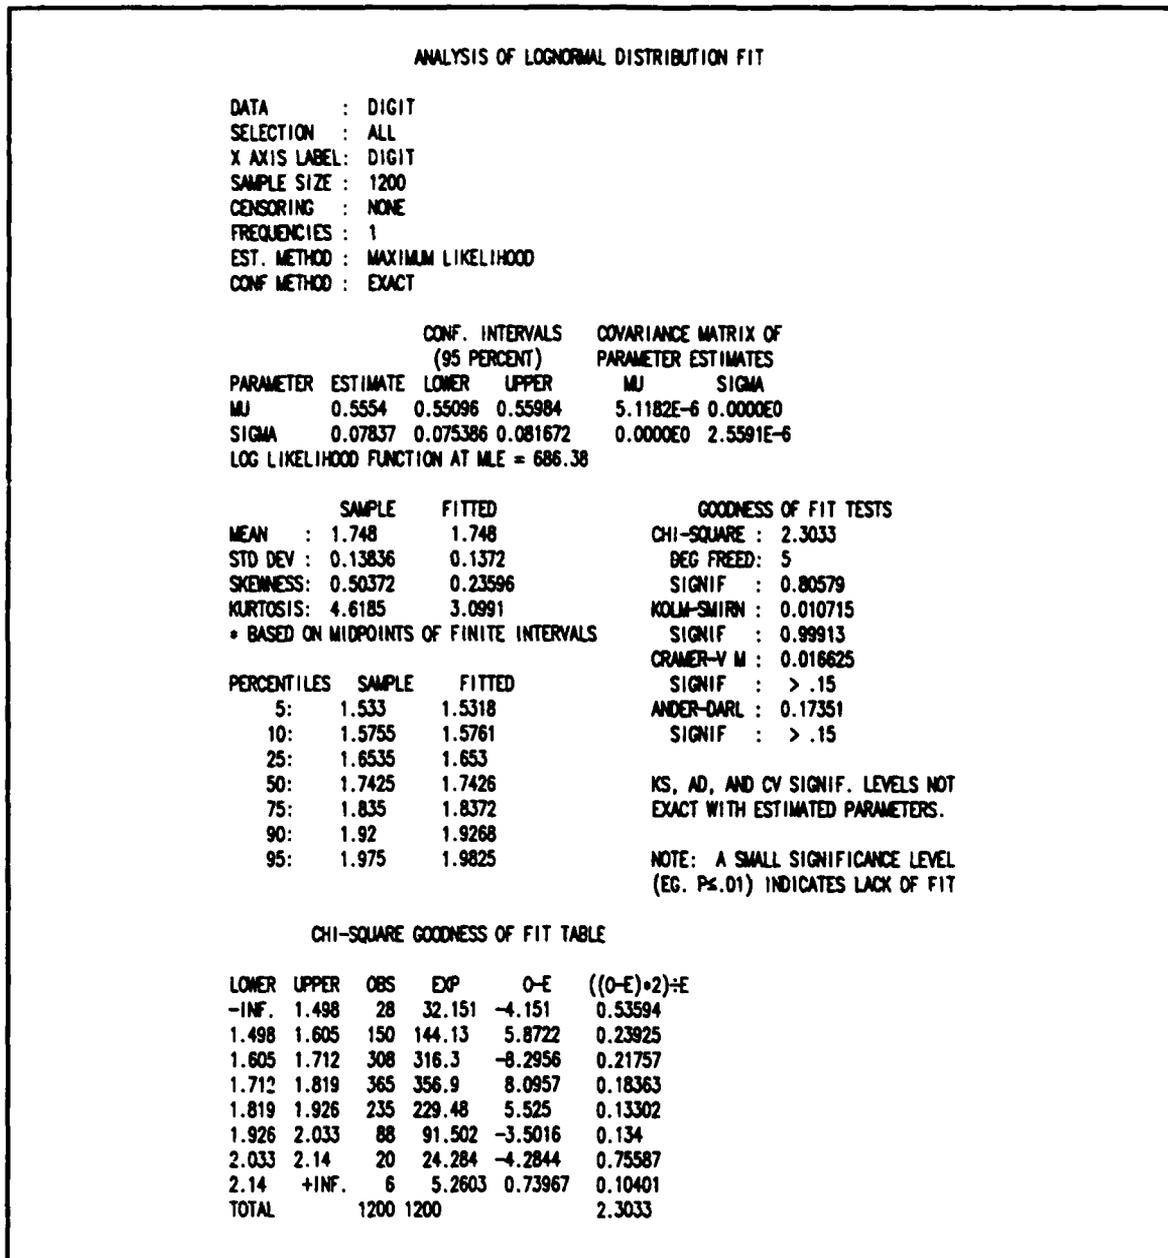 ANALYSIS OF LOGNORMAL DISTRIBUTION FIT
DATA : DIGIT
SELECTION : ALL
X AXIS LABEL: DIGIT
SAMPLE SIZE : 1200
CENSORING : NONE
FREQUENCIES : 1
EST. METHOD : MAXIMUM LIKELIHOOD
CONF METHOD : EXACT
CONF. INTERVALS COVARIANCE MATRIX OF
(95 PERCENT) PARAMETER ESTIMATES
PARAMETER ESTIMATE LOWER UPPER MU SIGMA
MU 0.5554 0.55096 0.55984 5.1182E-6 0.0000E0
SIGMA 0.07837 0.075386 0.081672 0.0000E0 2.5591E-6
LOG LIKELIHOOD FUNCTION AT MLE = 686.38
SAMPLE FITTED
MEAN : 1.748 1.748
STD DEV : 0.13836 0.1372
SKEWNESS: 0.50372 0.23596
KURTOSIS: 4.6185 3.0991
* BASED ON MIDPOINTS OF FINITE INTERVALS
PERCENTILES SAMPLE FITTED
5: 1.533 1.5318
10: 1.5755 1.5761
25: 1.6535 1.653
50: 1.7425 1.7426
75: 1.835 1.8372
90: 1.92 1.9268
95: 1.975 1.9825
GOODNESS OF FIT TESTS
CHI-SQUARE : 2.3033
DEG FREED: 5
SIGNIF : 0.80579
KOLM-SMIRN : 0.010715
SIGNIF : 0.99913
CRAMER-V M : 0.016625
SIGNIF : > .15
ANDER-DARL : 0.17351
SIGNIF : > .15
KS, AD, AND CV SIGNIF. LEVELS NOT
EXACT WITH ESTIMATED PARAMETERS.
NOTE: A SMALL SIGNIFICANCE LEVEL
(EG. P≤.01) INDICATES LACK OF FIT
CHI-SQUARE GOODNESS OF FIT TABLE
LOWER UPPER OBS EXP O-E ((O-E)*2)÷E
-INF. 1.498 28 32.151 -4.151 0.53594
1.498 1.605 150 144.13 5.8722 0.23925
1.605 1.712 308 316.3 -8.2956 0.21757
1.712 1.819 365 356.9 8.0957 0.18363
1.819 1.926 235 229.48 5.525 0.13302
1.926 2.033 88 91.502 -3.5016 0.134
2.033 2.14 20 24.284 -4.2844 0.75587
2.14 +INF. 6 5.2603 0.73967 0.10401
TOTAL 1200 1200 2.3033